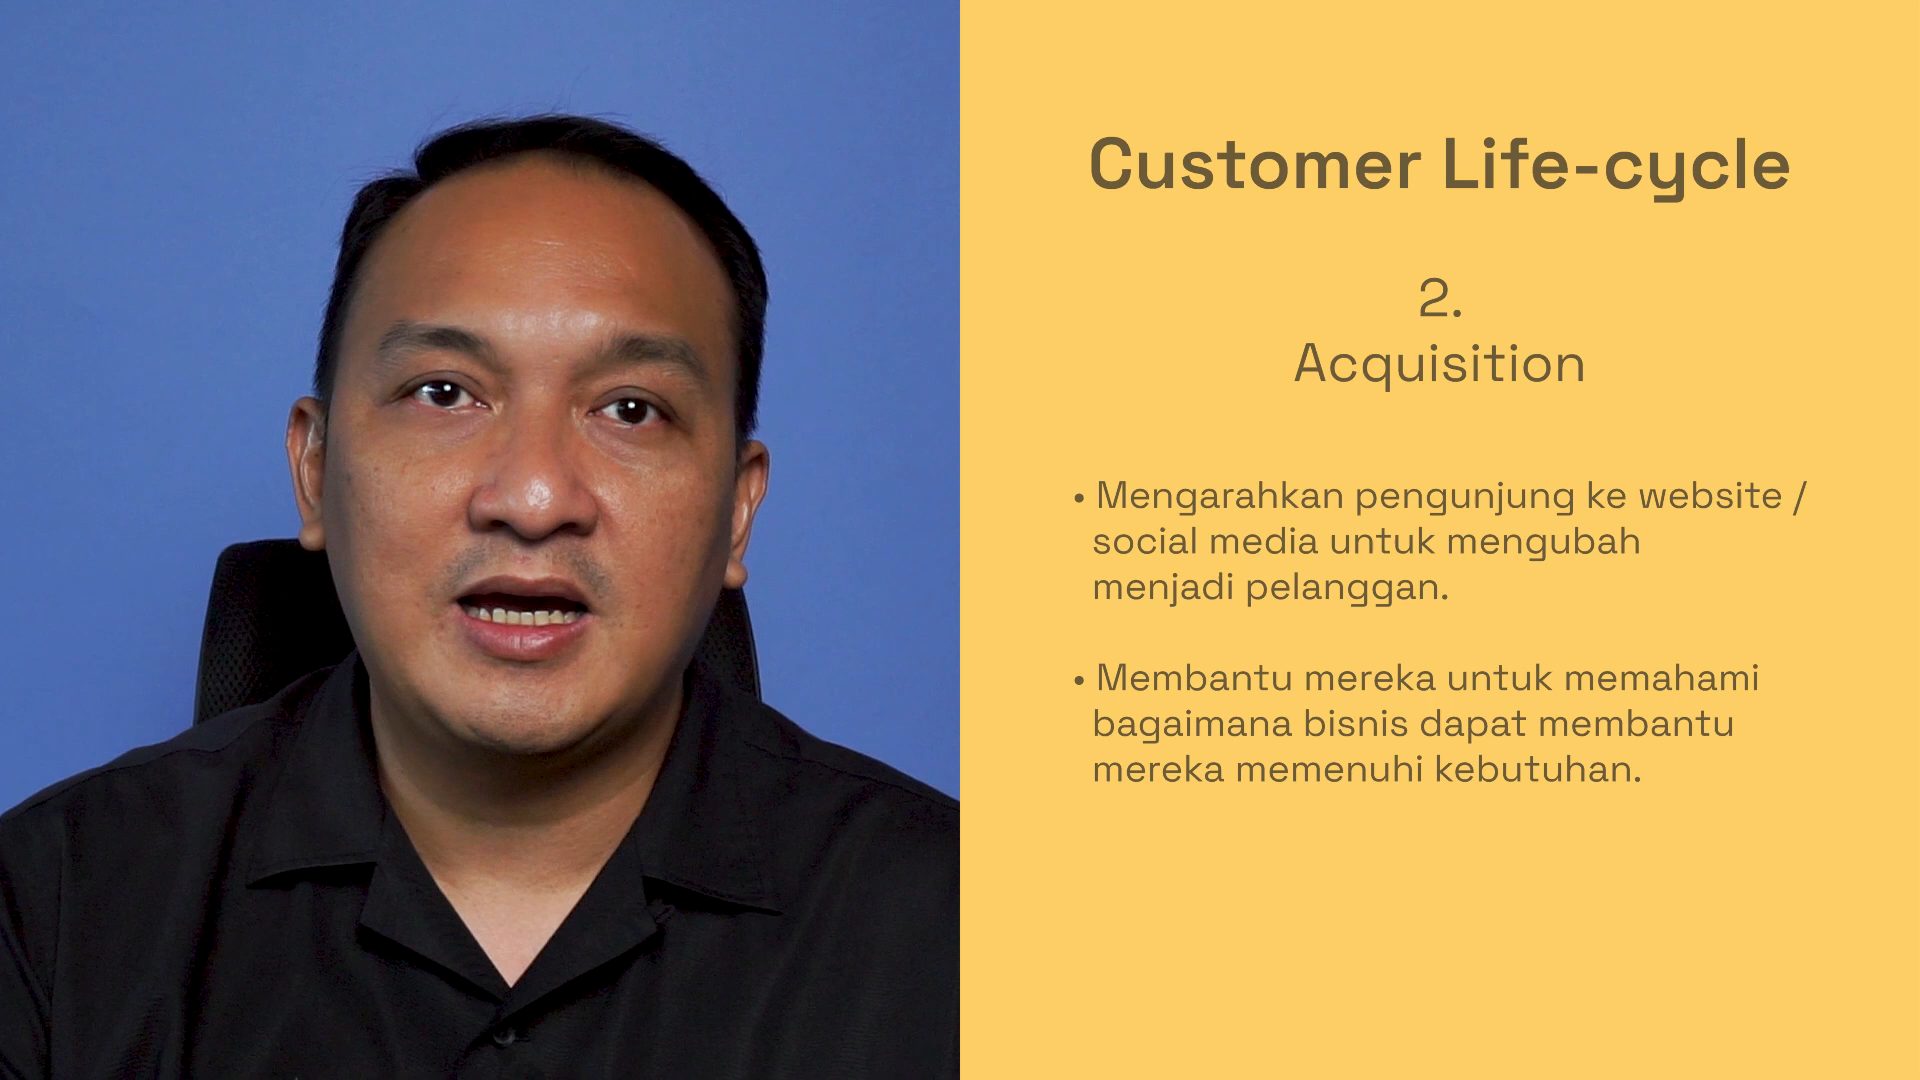 Customer Life-cycle
2.
Acquisition
• Mengarahkan pengunjung ke website /
social media untuk mengubah
menjadi pelanggan.
• Membantu mereka untuk memahami
bagaimana bisnis dapat membantu
mereka memenuhi kebutuhan.